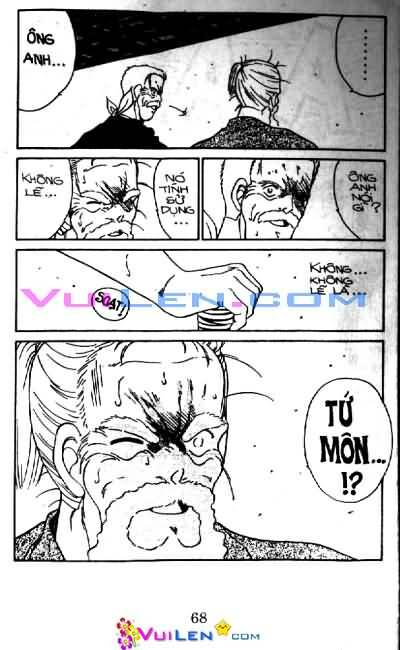 ÔNG
ANH...
........
KHÔNG
LẼ...
NÓ
TÍNH
SỬ
DỤNG
...
ÔNG
ANH
NÓI
GÌ?
KHÔNG...
KHÔNG
LẼ LÀ...
SOẠT!
VUILEN.COM
TỨ
MÔN...
!?
68
VUILEN.COM